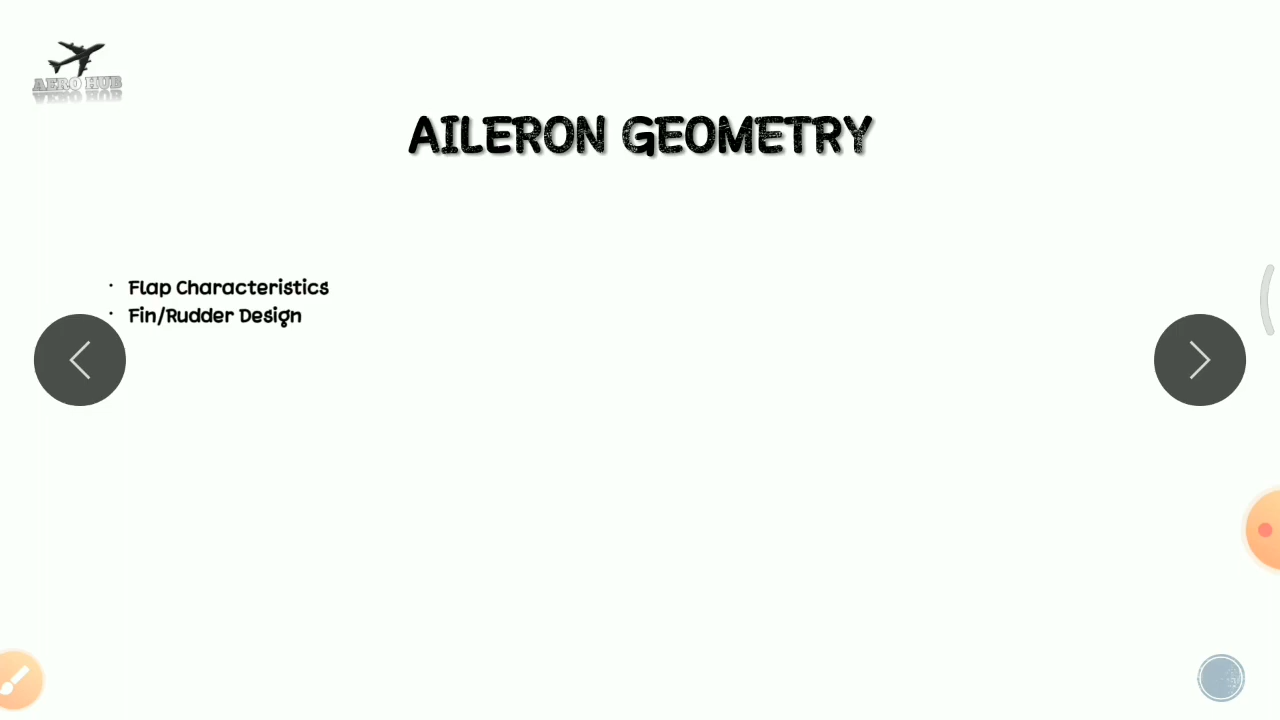 AERO HUB
AILERON GEOMETRY
· Flap Characteristics
· Fin/Rudder Design